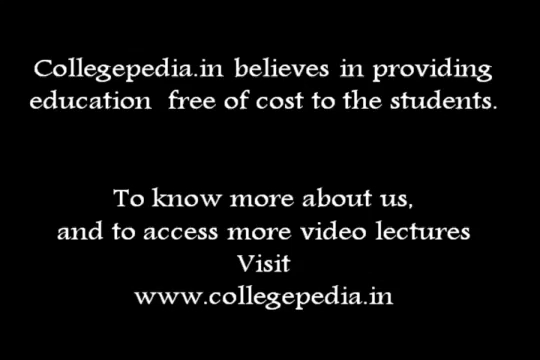 Collegepedia.in believes in providing
education free of cost to the students.
To know more about us,
and to access more video lectures
Visit
www.collegepedia.in